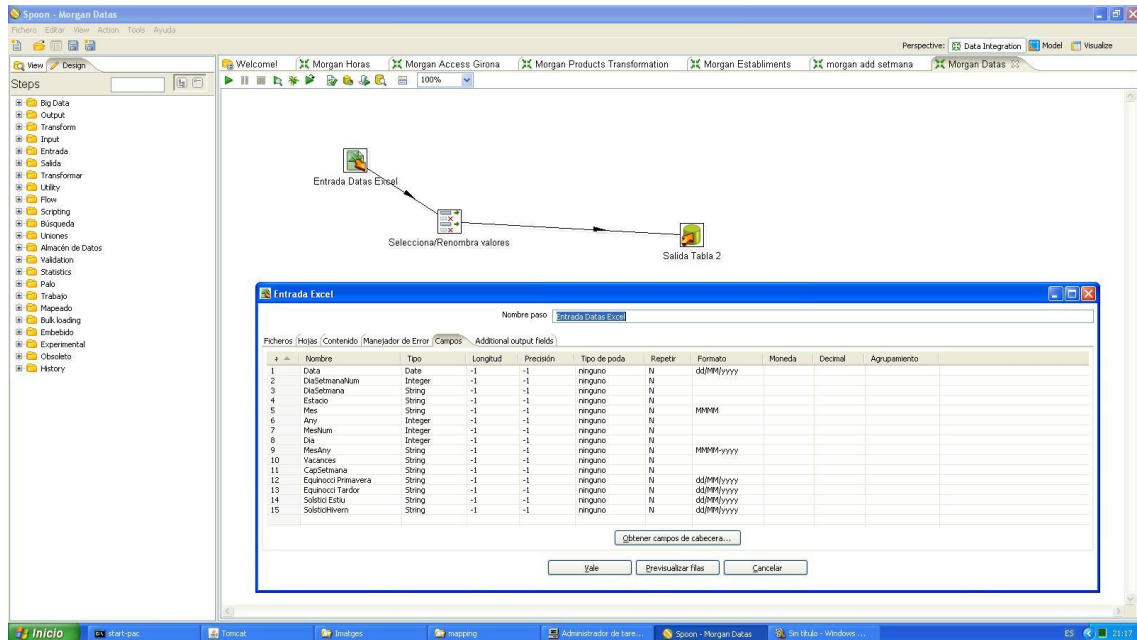 Spoon - Morgan Datas
Fichero Editar View Action Tools Ayuda
Perspective: Data Integration Model Visualize
View Design
Welcome! Morgan Horas Morgan Access Girona Morgan Products Transformation Morgan Establiments morgan add setmana Morgan Datas
Steps
100%
Big Data
Output
Transform
Input
Entrada
Salida
Transformar
Utility
Flow
Scripting
Búsqueda
Uniones
Almacén de Datos
Validation
Statistics
Palo
Trabajo
Mapeado
Bulk loading
Embebido
Experimental
Obsoleto
History
Entrada Datas Excel
Selecciona/Renombra valores
Salida Tabla 2
Entrada Excel
Nombre paso Entrada Datas Excel
Ficheros Hojas Contenido Manejador de Error Campos Additional output fields
# Nombre Tipo Longitud Precisión Tipo de poda Repetir Formato Moneda Decimal Agrupamiento
1 Data Date -1 -1 ninguno N dd/MM/yyyy
2 DiaSetmanaNum Integer -1 -1 ninguno N
3 DiaSetmana String -1 -1 ninguno N
4 Estacio String -1 -1 ninguno N
5 Mes String -1 -1 ninguno N MMMM
6 Any Integer -1 -1 ninguno N
7 MesNum Integer -1 -1 ninguno N
8 Dia Integer -1 -1 ninguno N
9 MesAny String -1 -1 ninguno N MMMM-yyyy
10 Vacances String -1 -1 ninguno N
11 CapSetmana String -1 -1 ninguno N
12 Equinocci Primavera String -1 -1 ninguno N dd/MM/yyyy
13 Equinocci Tardor String -1 -1 ninguno N dd/MM/yyyy
14 Solstici Estiu String -1 -1 ninguno N dd/MM/yyyy
15 SolsticiHivern String -1 -1 ninguno N dd/MM/yyyy
Obtener campos de cabecera...
Vale Previsualizar filas Cancelar
Inicio start-pac Tomcat Imatges mapping Administrador de tare... Spoon - Morgan Datas Sin título - Windows ... ES 21:17